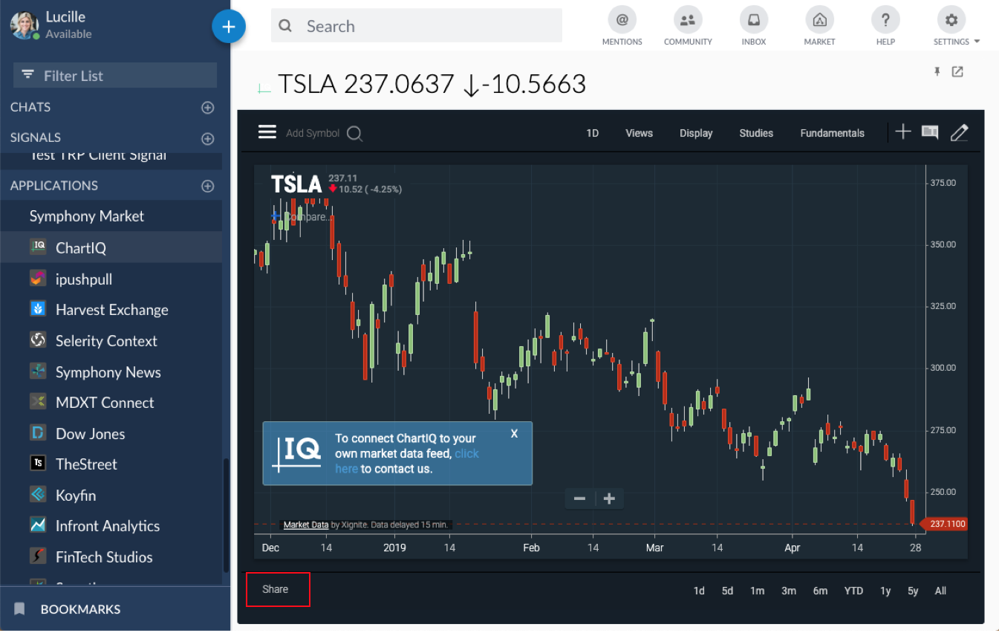 Lucille
Available
+
Search
@
MENTIONS
COMMUNITY
INBOX
MARKET
?
HELP
SETTINGS
Filter List
CHATS
SIGNALS
Test TRP Client Signal
APPLICATIONS
Symphony Market
IQ ChartIQ
ipushpull
Harvest Exchange
Selerity Context
Symphony News
MDXT Connect
D Dow Jones
TS TheStreet
Koyfin
Infront Analytics
FinTech Studios
BOOKMARKS
TSLA 237.0637 ↓-10.5663
Add Symbol
1D Views Display Studies Fundamentals
TSLA 237.11
10.52 ( -4.25%)
+ Compare...
375.00
350.00
325.00
300.00
275.00
250.00
237.1100
IQ
To connect ChartIQ to your
own market data feed, click
here to contact us.
X
− +
Market Data by Xignite. Data delayed 15 min.
Dec 14 2019 14 Feb 14 Mar 14 Apr 14 28
Share
1d 5d 1m 3m 6m YTD 1y 5y All